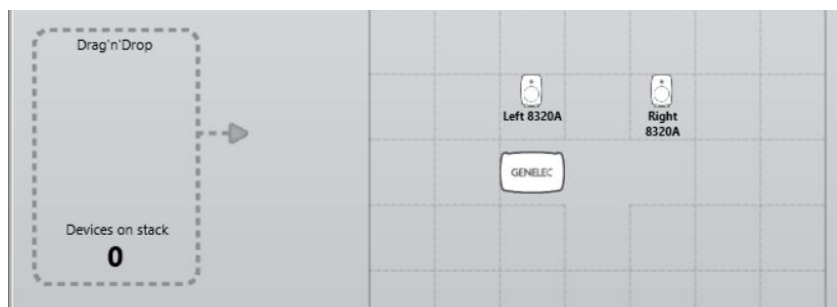 Drag'n'Drop
Left 8320A
Right
8320A
GENELEC
Devices on stack
0